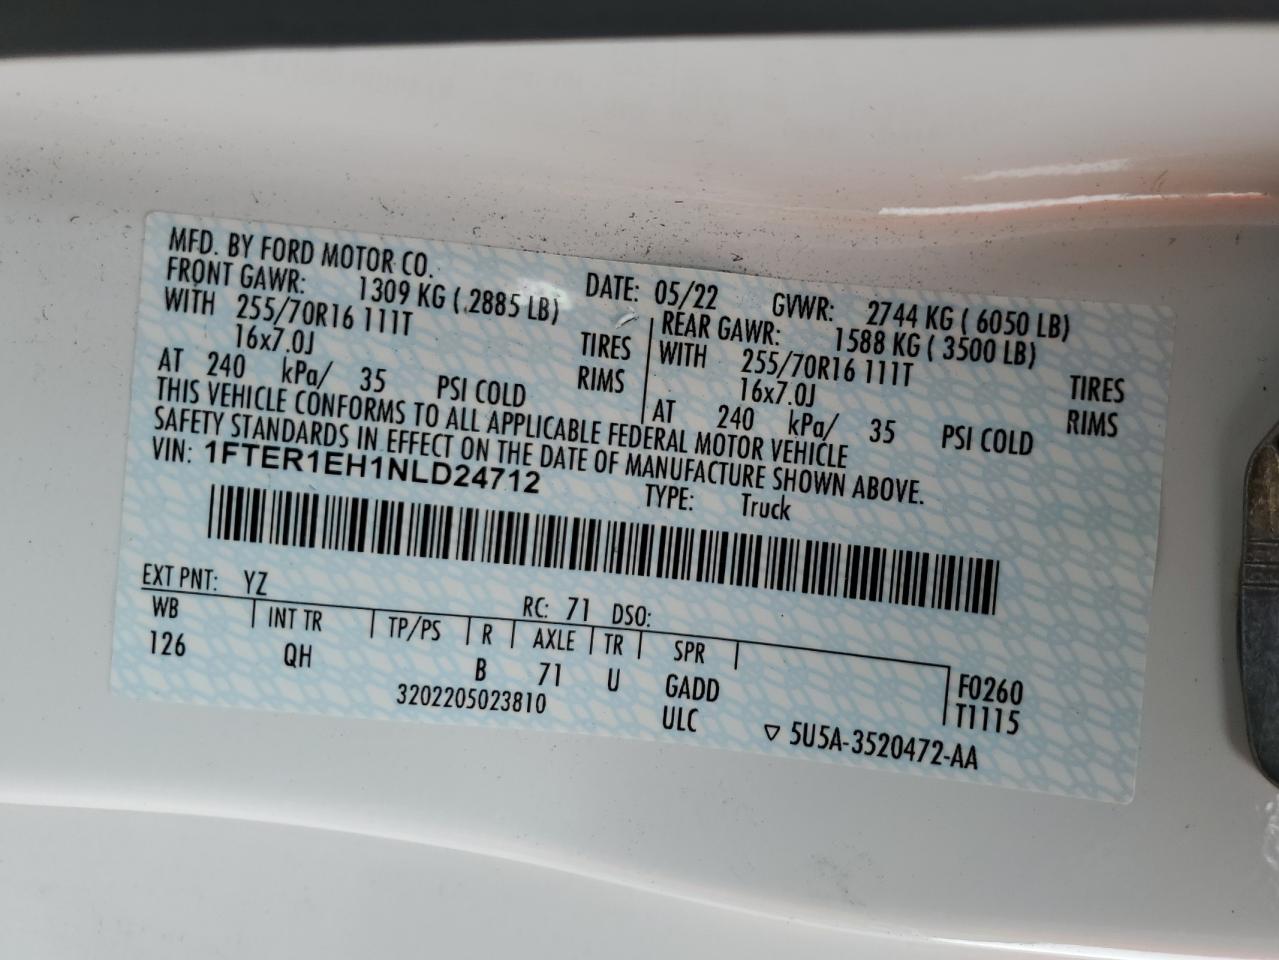 MFD. BY FORD MOTOR CO. DATE: 05/22 GVWR: 2744 KG ( 6050 LB)
FRONT GAWR: 1309 KG ( 2885 LB) REAR GAWR: 1588 KG ( 3500 LB)
WITH 255/70R16 111T TIRES WITH 255/70R16 111T TIRES
16x7.0J RIMS 16x7.0J RIMS
AT 240 kPa/ 35 PSI COLD AT 240 kPa/ 35 PSI COLD
THIS VEHICLE CONFORMS TO ALL APPLICABLE FEDERAL MOTOR VEHICLE
SAFETY STANDARDS IN EFFECT ON THE DATE OF MANUFACTURE SHOWN ABOVE.
VIN: 1FTER1EH1NLD24712 TYPE: Truck
EXT PNT: YZ RC: 71 DSO:
WB INT TR TP/PS R AXLE TR SPR
126 QH B 71 U GADD F0260
3202205023810 ULC T1115
▽ 5U5A-3520472-AA